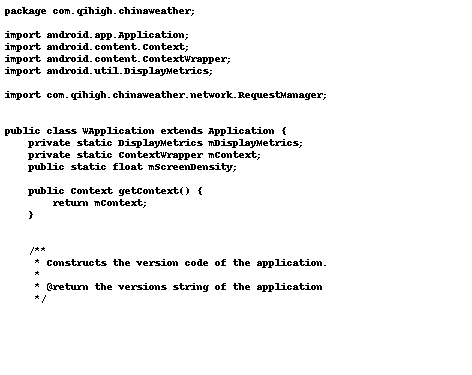 package com.qihigh.chinaweather;

import android.app.Application;
import android.content.Context;
import android.content.ContextWrapper;
import android.util.DisplayMetrics;

import com.qihigh.chinaweather.network.RequestManager;


public class WApplication extends Application {
    private static DisplayMetrics mDisplayMetrics;
    private static ContextWrapper mContext;
    public static float mScreenDensity;

    public Context getContext() {
        return mContext;
    }


    /**
     * Constructs the version code of the application.
     *
     * @return the versions string of the application
     */